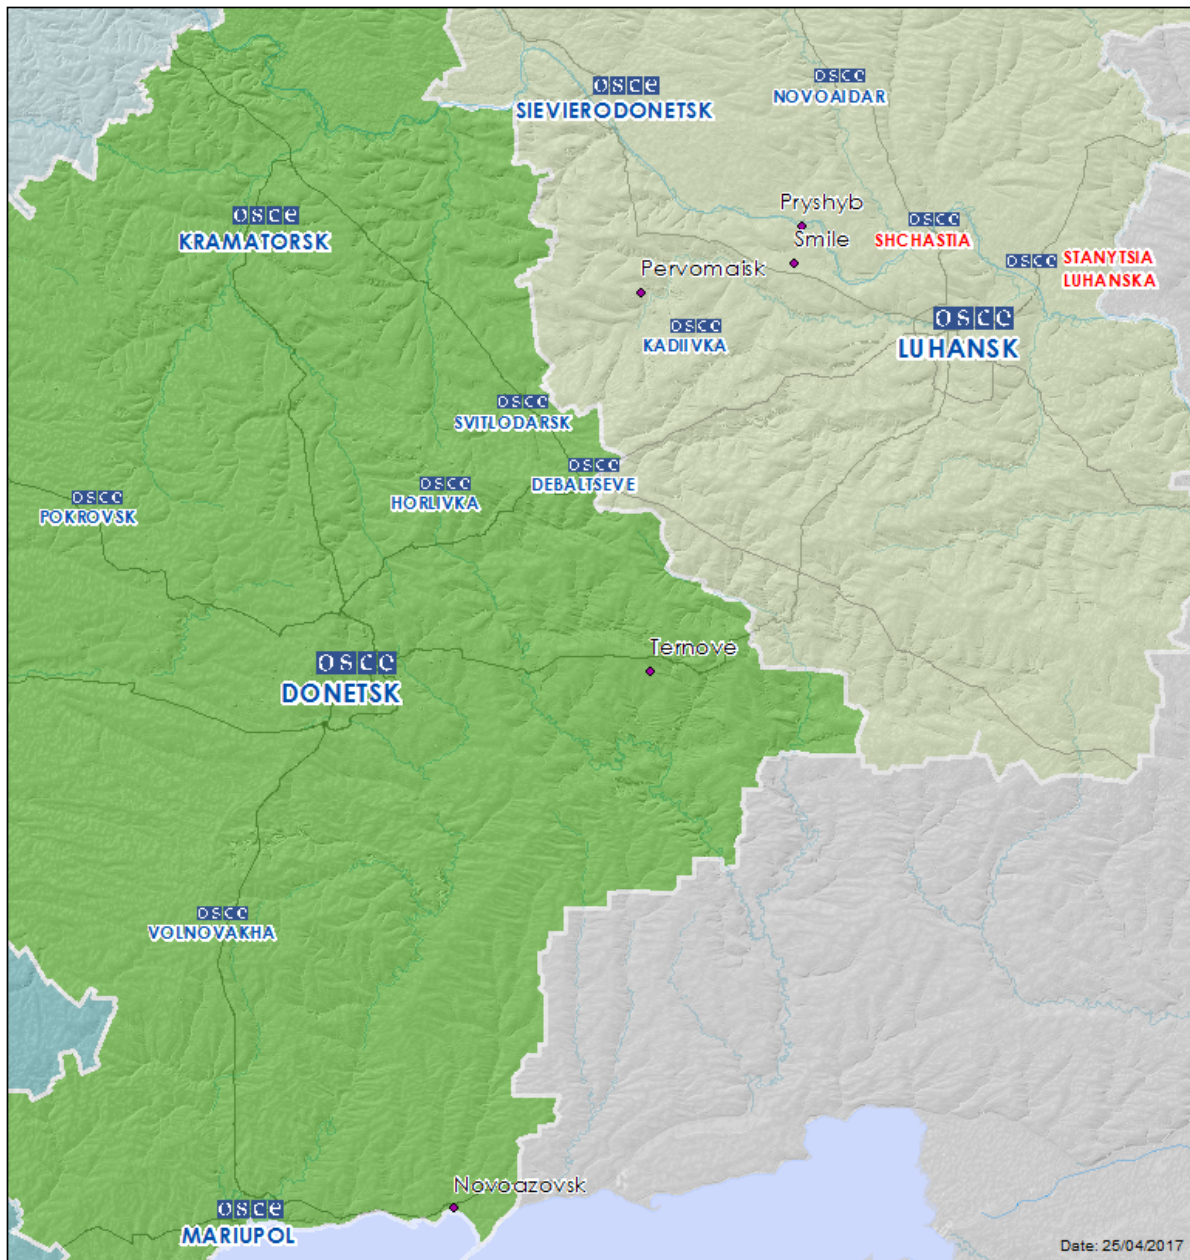 osce
SIEVIERODONETSK
osce
NOVOAIDAR
osce
KRAMATORSK
Pryshyb
Smile
osce
SHCHASTIA
osce
STANYTSIA
LUHANSKA
Pervomaisk
osce
KADIIVKA
osce
LUHANSK
osce
SVITLODARSK
osce
DEBALTSEVE
osce
HORLIVKA
osce
POKROVSK
Ternove
osce
DONETSK
osce
VOLNOVAKHA
Novoazovsk
osce
MARIUPOL
Date: 25/04/2017